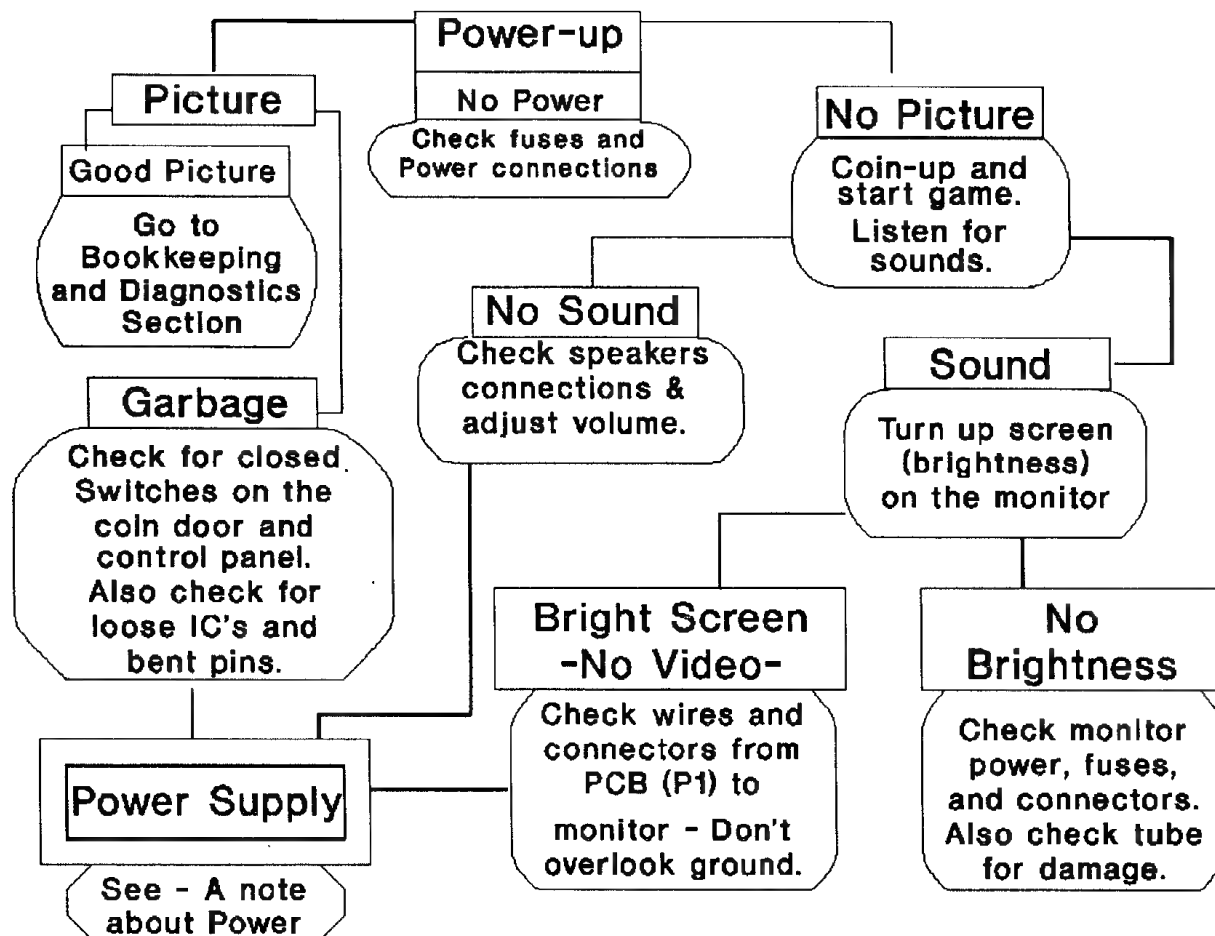 Power-up
No Power
Check fuses and
Power connections
Picture
Good Picture
Go to
Bookkeeping
and Diagnostics
Section
Garbage
Check for closed
Switches on the
coin door and
control panel.
Also check for
loose IC's and
bent pins.
No Picture
Coin-up and
start game.
Listen for
sounds.
No Sound
Check speakers
connections &
adjust volume.
Sound
Turn up screen
(brightness)
on the monitor
Bright Screen
-No Video-
Check wires and
connectors from
PCB (P1) to
monitor - Don't
overlook ground.
No
Brightness
Check monitor
power, fuses,
and connectors.
Also check tube
for damage.
Power Supply
See - A note
about Power